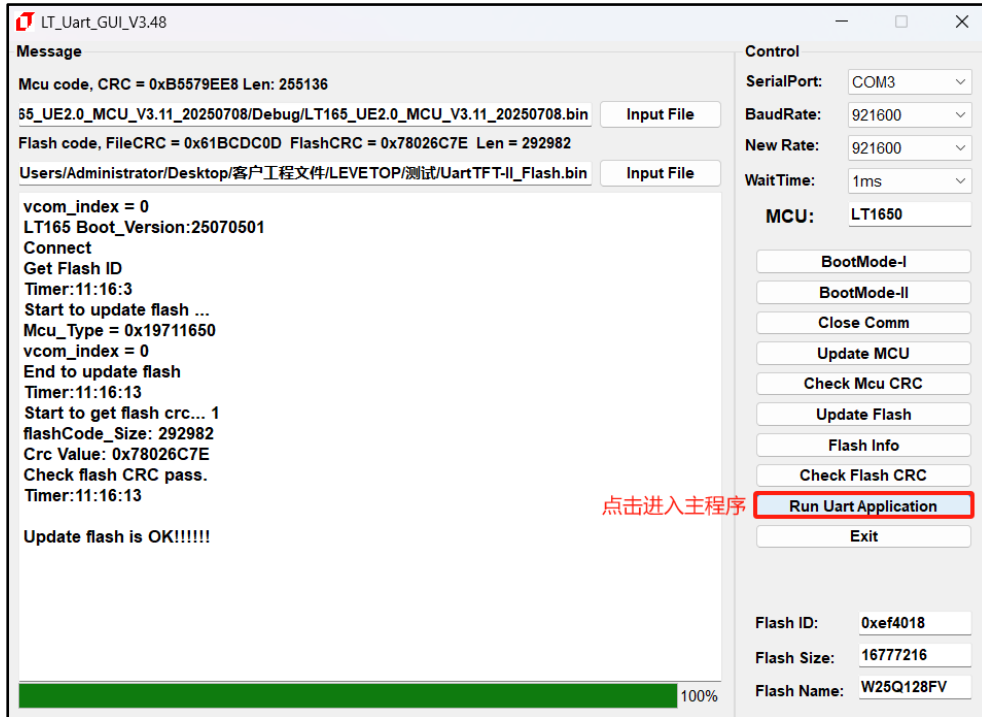 LT_Uart_GUI_V3.48
Message
Mcu code, CRC = 0xB5579EE8 Len: 255136
65_UE2.0_MCU_V3.11_20250708/Debug/LT165_UE2.0_MCU_V3.11_20250708.bin
Input File
Flash code, FileCRC = 0x61BCDC0D FlashCRC = 0x78026C7E Len = 292982
Users/Administrator/Desktop/客户工程文件/LEVETOP/测试/UartTFT-II_Flash.bin
Input File
vcom_index = 0
LT165 Boot_Version:25070501
Connect
Get Flash ID
Timer:11:16:3
Start to update flash ...
Mcu_Type = 0x19711650
vcom_index = 0
End to update flash
Timer:11:16:13
Start to get flash crc... 1
flashCode_Size: 292982
Crc Value: 0x78026C7E
Check flash CRC pass.
Timer:11:16:13
Update flash is OK!!!!!!
100%
Control
SerialPort: COM3
BaudRate: 921600
New Rate: 921600
WaitTime: 1ms
MCU: LT1650
BootMode-I
BootMode-II
Close Comm
Update MCU
Check Mcu CRC
Update Flash
Flash Info
Check Flash CRC
点击进入主程序
Run Uart Application
Exit
Flash ID: 0xef4018
Flash Size: 16777216
Flash Name: W25Q128FV